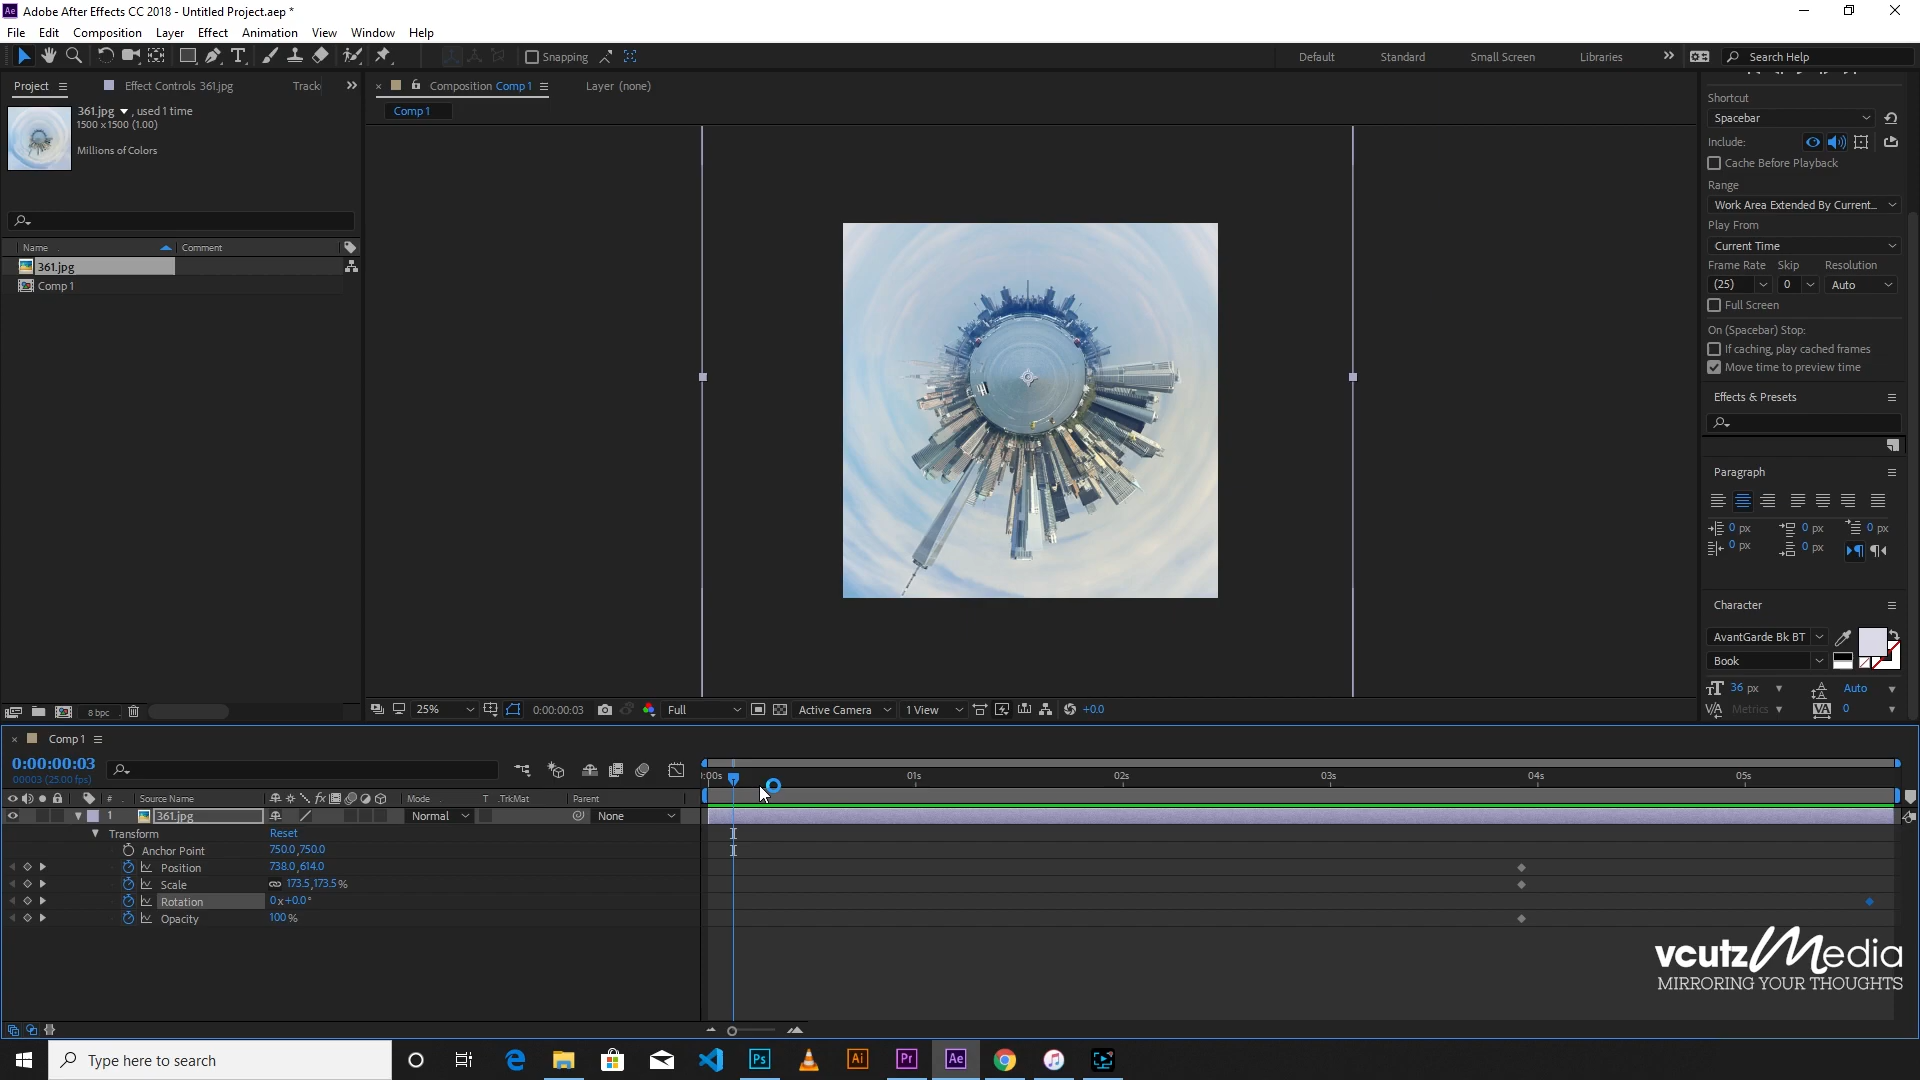 Adobe After Effects CC 2018 - Untitled Project.aep *
File Edit Composition Layer Effect Animation View Window Help
Snapping
Default Standard Small Screen Libraries
Search Help
Project
Effect Controls 361.jpg
Track
Composition Comp 1
Layer (none)
361.jpg , used 1 time
1500 x 1500 (1.00)
Millions of Colors
Comp 1
Name Comment
361.jpg
Comp 1
8 bpc
25% 0:00:00:03 Full Active Camera 1 View +0.0
Shortcut
Spacebar
Include:
Cache Before Playback
Range
Work Area Extended By Current...
Play From
Current Time
Frame Rate Skip Resolution
(25) 0 Auto
Full Screen
On (Spacebar) Stop:
If caching, play cached frames
Move time to preview time
Effects & Presets
Paragraph
0 px 0 px 0 px
0 px 0 px
Character
AvantGarde Bk BT
Book
36 px Auto
Metrics 0
Comp 1
0:00:00:03
00003 (25.00 fps)
:00s 01s 02s 03s 04s 05s
# Source Name Mode T .TrkMat Parent
1 361.jpg Normal None
Transform Reset
Anchor Point 750.0,750.0
Position 738.0,614.0
Scale 173.5,173.5%
Rotation 0x+0.0°
Opacity 100%
vcutzMedia
MIRRORING YOUR THOUGHTS
Type here to search
Ps Ai Pr Ae